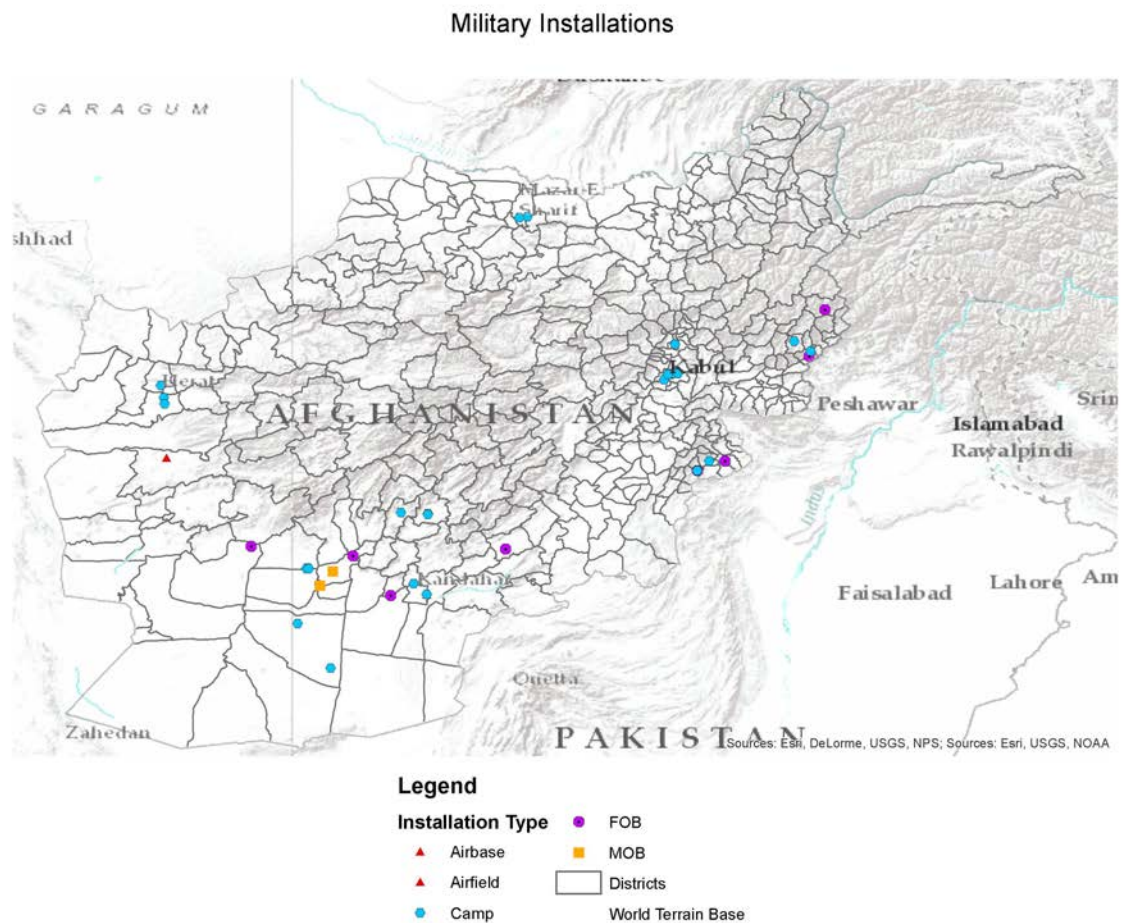 Military Installations
GARAGUM
Mazar-E
Sharif
shhad
Herat
Kabul
AFGHANISTAN
Peshawar
Srin
Islamabad
Rawalpindi
Indus
Kandahar
Faisalabad
Lahore
Am
Quetta
Zahedan
PAKISTAN
Sources: Esri, DeLorme, USGS, NPS; Sources: Esri, USGS, NOAA
Legend
Installation Type
Airbase
Airfield
Camp
FOB
MOB
Districts
World Terrain Base